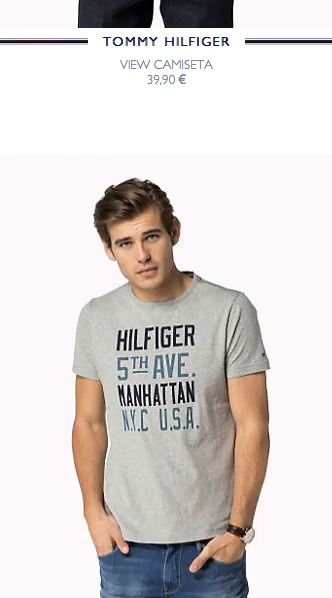 TOMMY HILFIGER
VIEW CAMISETA
39,90 €
HILFIGER
5TH AVE.
MANHATTAN
N.Y.C U.S.A.